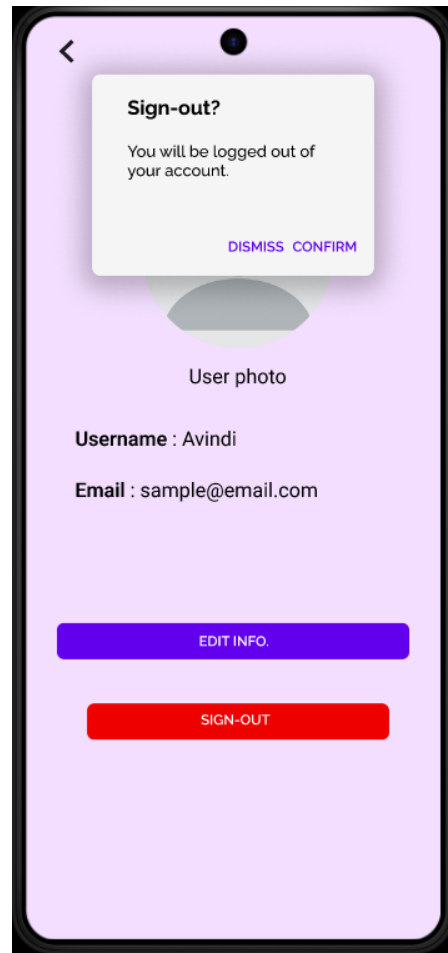 Sign-out?
You will be logged out of
your account.
DISMISS CONFIRM
User photo
Username : Avindi
Email : sample@email.com
EDIT INFO.
SIGN-OUT